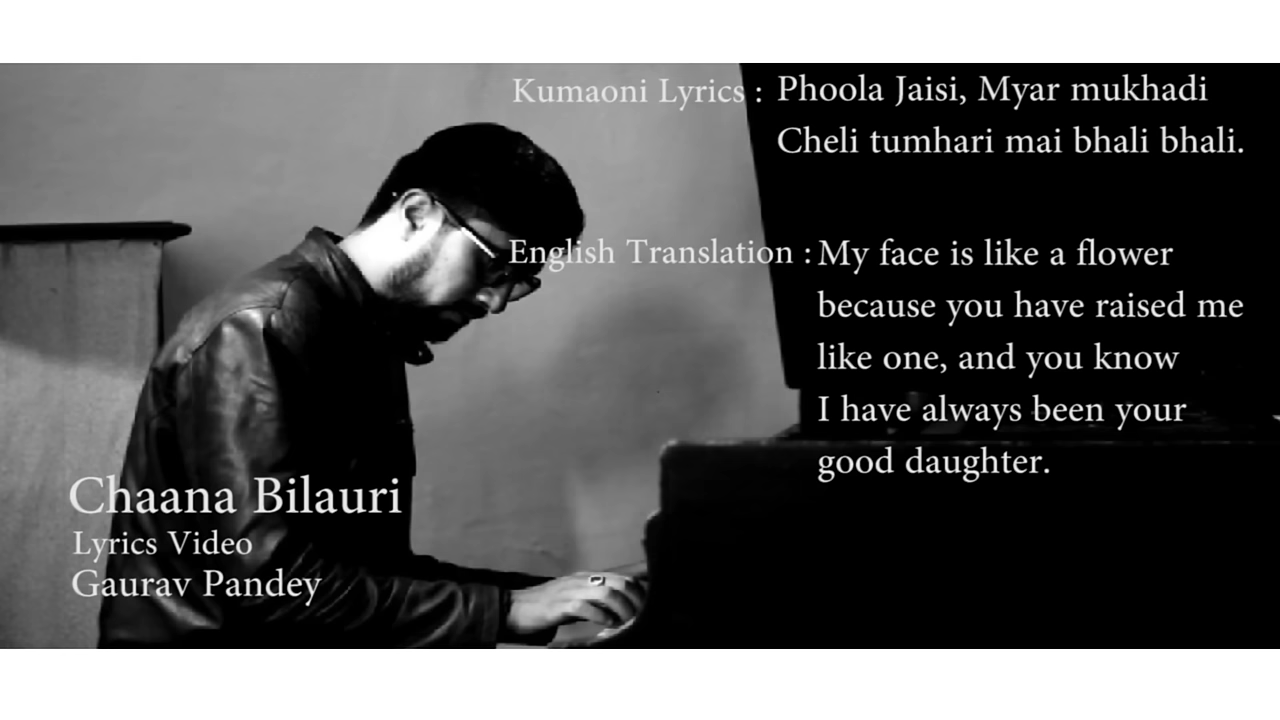 Kumaoni Lyrics : Phoola Jaisi, Myar mukhadi
Cheli tumhari mai bhali bhali.
English Translation : My face is like a flower
because you have raised me
like one, and you know
I have always been your
good daughter.
Chaana Bilauri
Lyrics Video
Gaurav Pandey